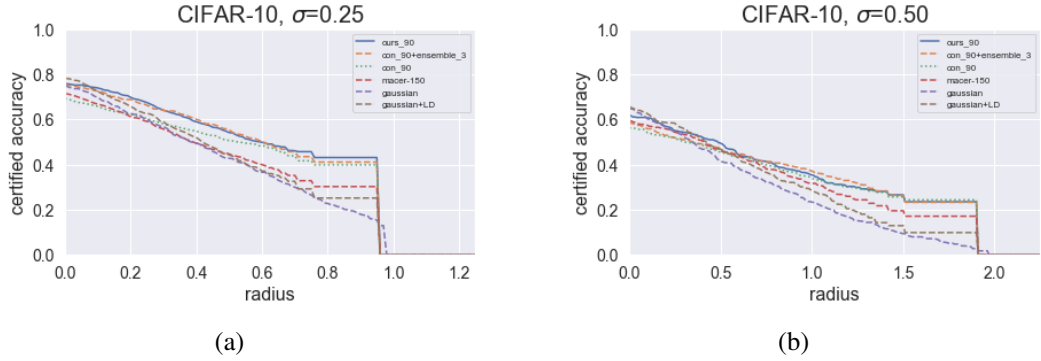 CIFAR-10, σ=0.25
1.0
0.8
0.6
0.4
0.2
0.0
certified accuracy
ours_90
con_90+ensemble_3
con_90
macer-150
gaussian
gaussian+LD
0.0 0.2 0.4 0.6 0.8 1.0 1.2
radius
(a)
CIFAR-10, σ=0.50
1.0
0.8
0.6
0.4
0.2
0.0
certified accuracy
ours_90
con_90+ensemble_3
con_90
macer-150
gaussian
gaussian+LD
0.0 0.5 1.0 1.5 2.0
radius
(b)